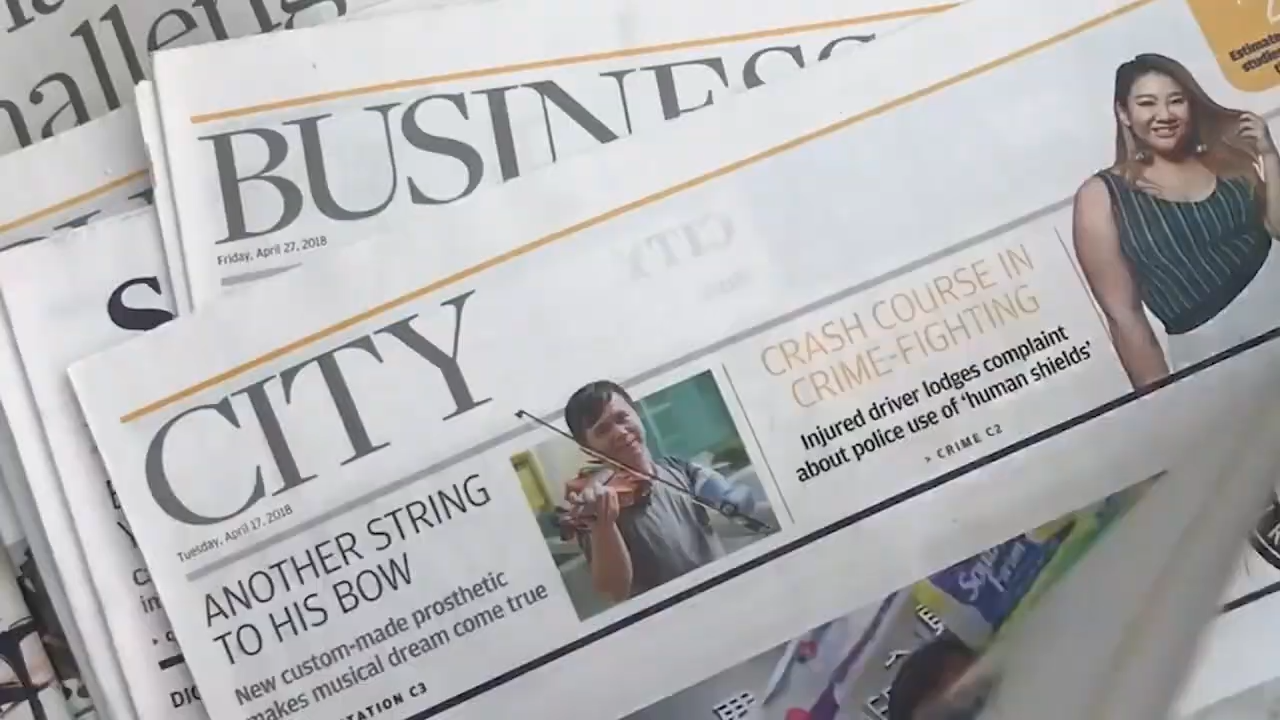 BUSINESS
Friday, April 27, 2018
CITY
Tuesday, April 17, 2018
ANOTHER STRING
TO HIS BOW
New custom-made prosthetic
makes musical dream come true
CRASH COURSE IN
CRIME-FIGHTING
Injured driver lodges complaint
about police use of ‘human shields’
> CRIME C2
C3
S